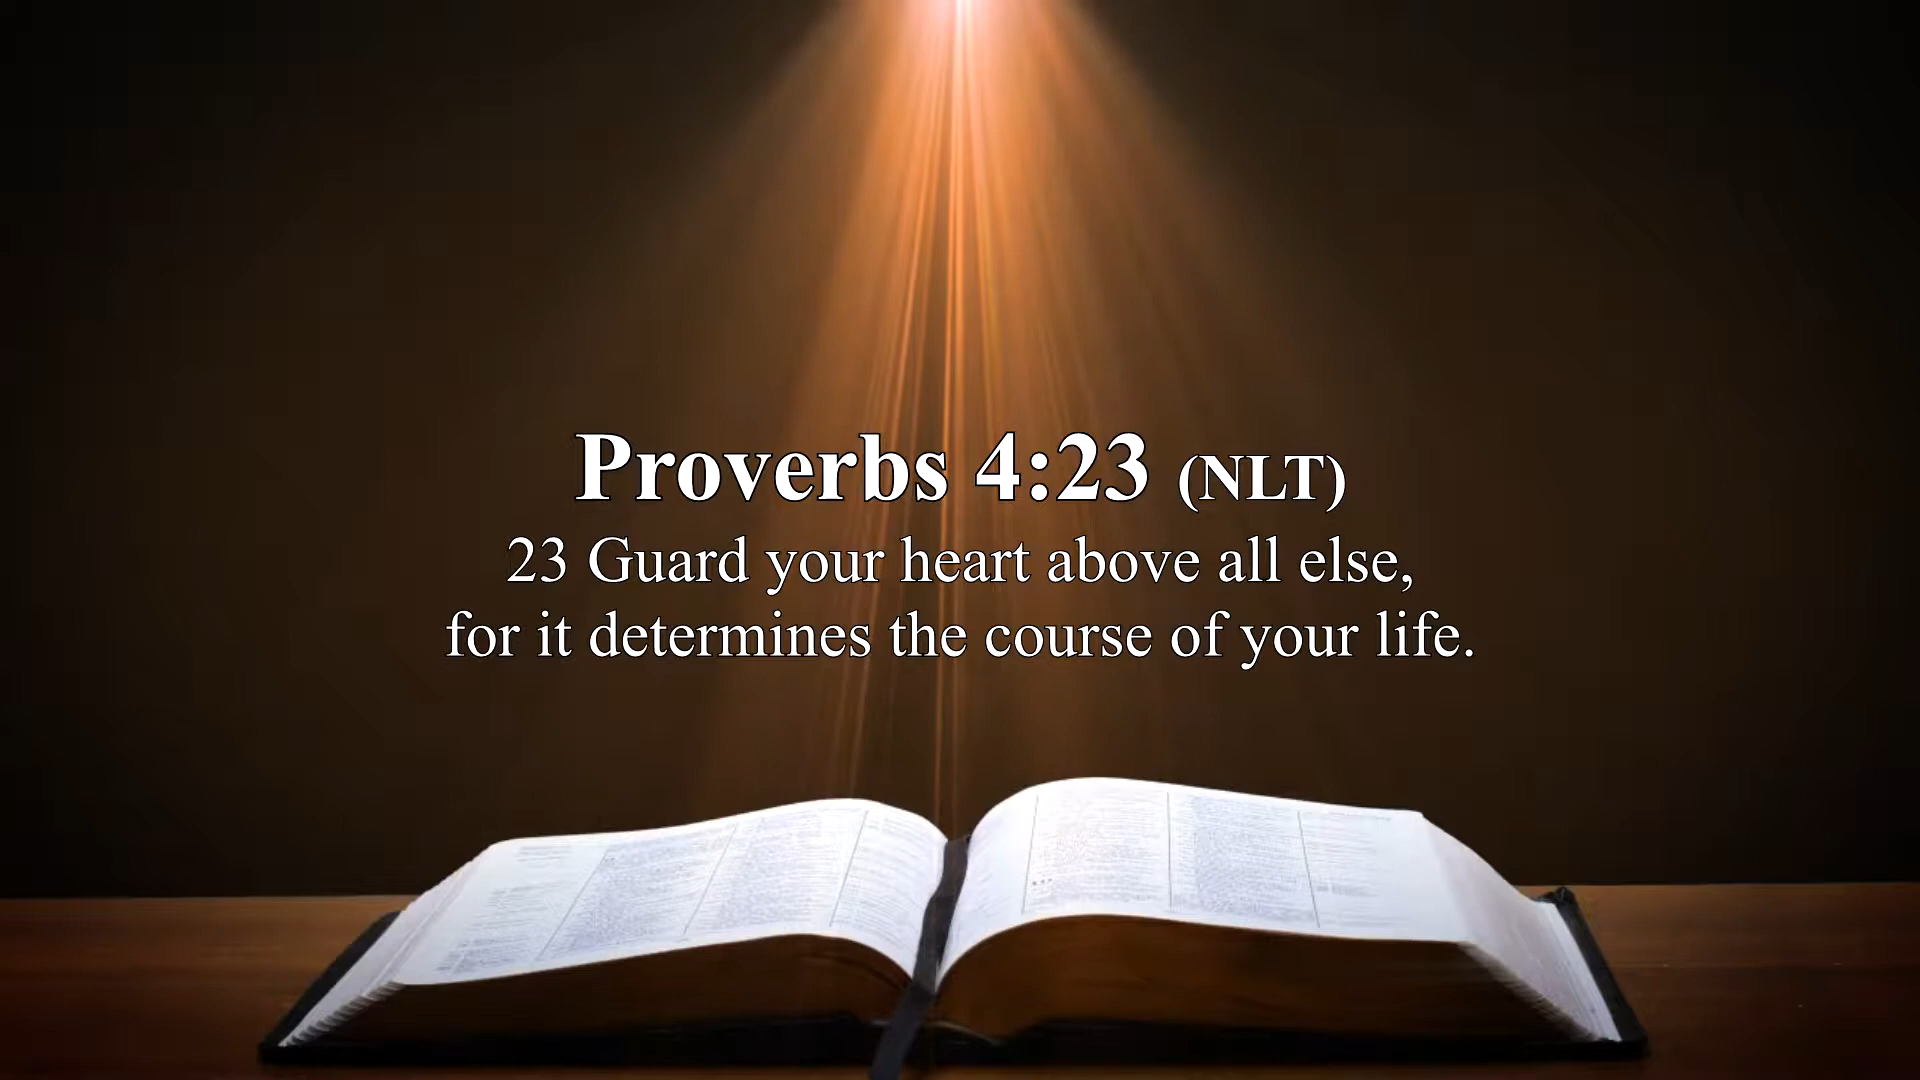 Proverbs 4:23 (NLT)
23 Guard your heart above all else,
for it determines the course of your life.